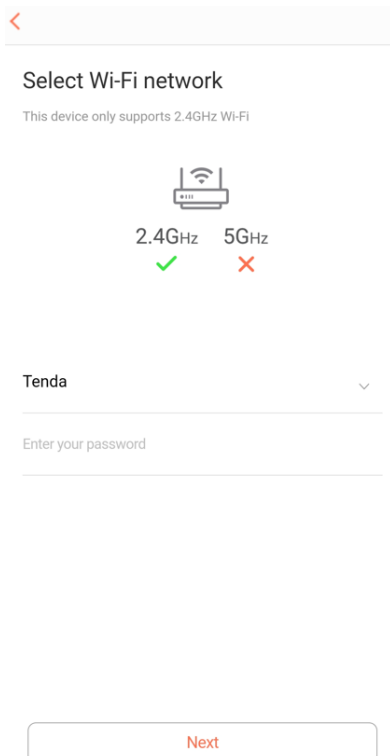 Select Wi-Fi network
This device only supports 2.4GHz Wi-Fi
2.4GHz 5GHz
Tenda
Enter your password
Next